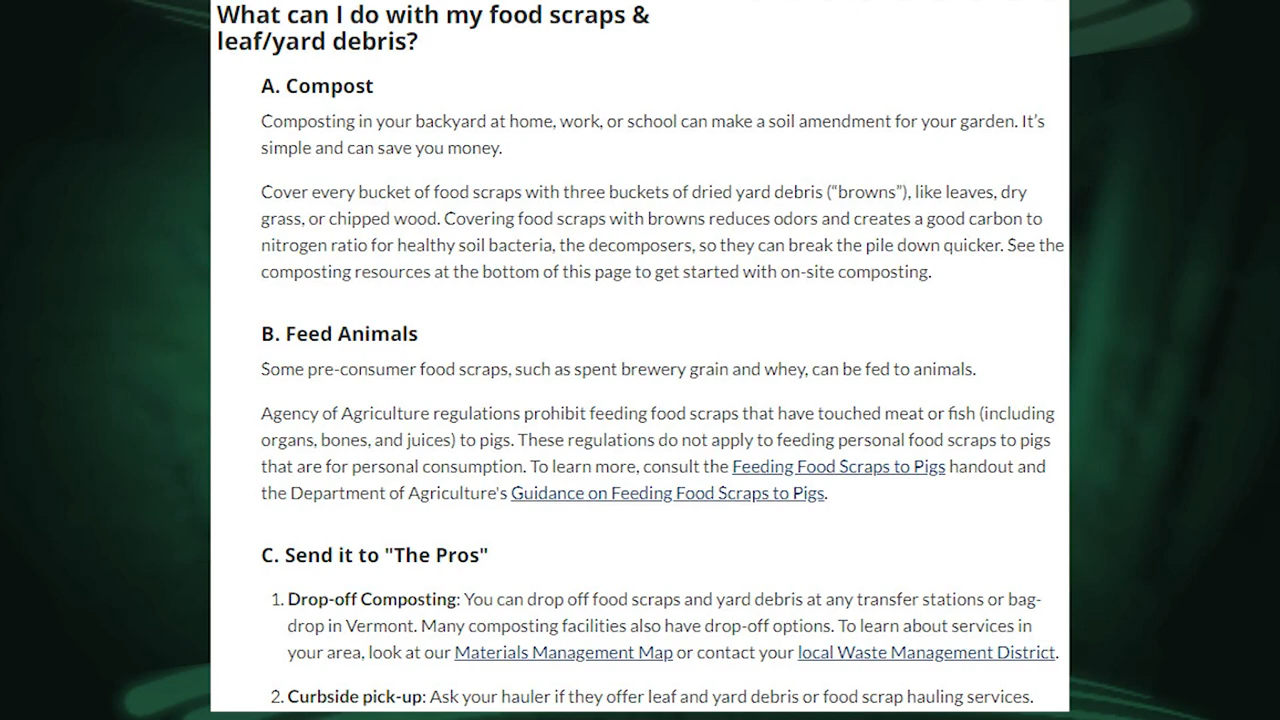 What can I do with my food scraps &
leaf/yard debris?
A. Compost
Composting in your backyard at home, work, or school can make a soil amendment for your garden. It’s
simple and can save you money.
Cover every bucket of food scraps with three buckets of dried yard debris (“browns”), like leaves, dry
grass, or chipped wood. Covering food scraps with browns reduces odors and creates a good carbon to
nitrogen ratio for healthy soil bacteria, the decomposers, so they can break the pile down quicker. See the
composting resources at the bottom of this page to get started with on-site composting.
B. Feed Animals
Some pre-consumer food scraps, such as spent brewery grain and whey, can be fed to animals.
Agency of Agriculture regulations prohibit feeding food scraps that have touched meat or fish (including
organs, bones, and juices) to pigs. These regulations do not apply to feeding personal food scraps to pigs
that are for personal consumption. To learn more, consult the Feeding Food Scraps to Pigs handout and
the Department of Agriculture's Guidance on Feeding Food Scraps to Pigs.
C. Send it to "The Pros"
1. Drop-off Composting: You can drop off food scraps and yard debris at any transfer stations or bag-
drop in Vermont. Many composting facilities also have drop-off options. To learn about services in
your area, look at our Materials Management Map or contact your local Waste Management District.
2. Curbside pick-up: Ask your hauler if they offer leaf and yard debris or food scrap hauling services.